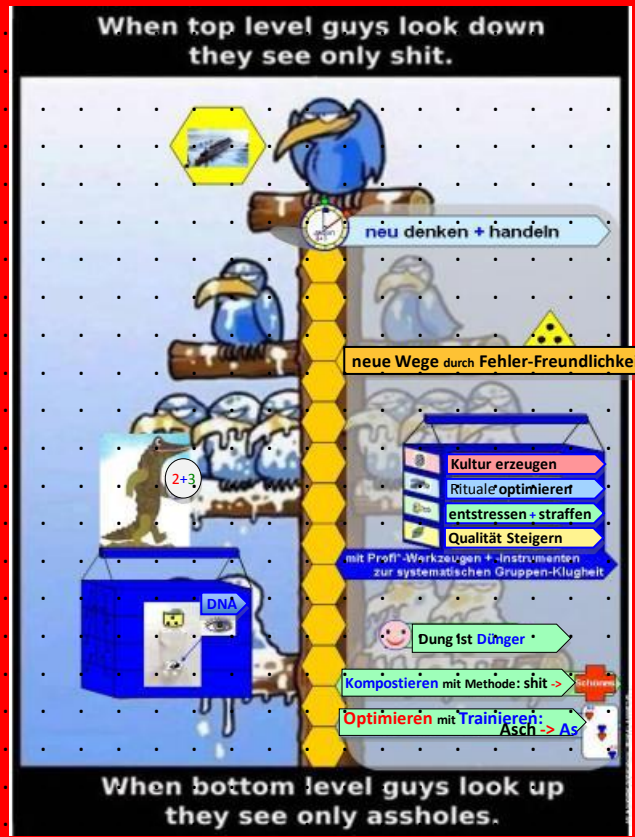 When top level guys look down
they see only shit.
neu denken + handeln
neue Wege durch Fehler-Freundlichke
2+3
Kultur erzeugen
Rituale optimieren
entstressen + straffen
Qualität Steigern
mit Profi*-Werkzeugen + -Instrumenten
zur systematischen Gruppen-Klugheit
DNA
Dung ist Dünger
Kompostieren mit Methode: shit -> Schönes
Optimieren mit Trainieren:
Asch -> As
When bottom level guys look up
they see only assholes.